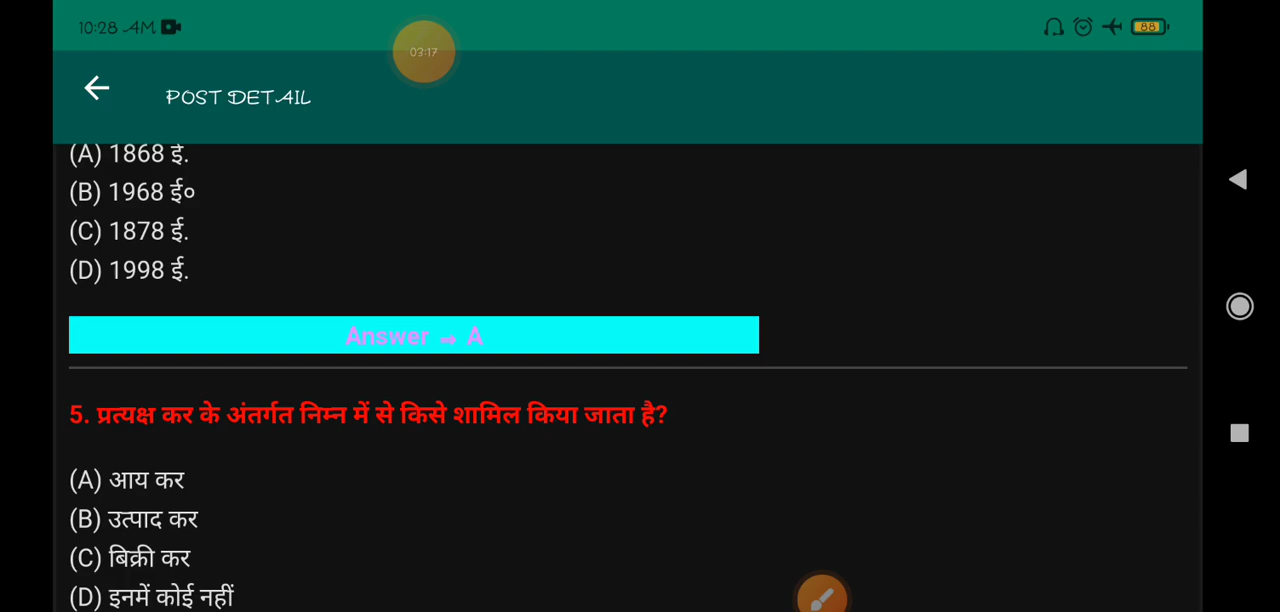 10:28 AM
88
03:17
POST DETAIL
(A) 1868 ई.
(B) 1968 ई०
(C) 1878 ई.
(D) 1998 ई.
Answer → A
5. प्रत्यक्ष कर के अंतर्गत निम्न में से किसे शामिल किया जाता है?
(A) आय कर
(B) उत्पाद कर
(C) बिक्री कर
(D) इनमें कोई नहीं